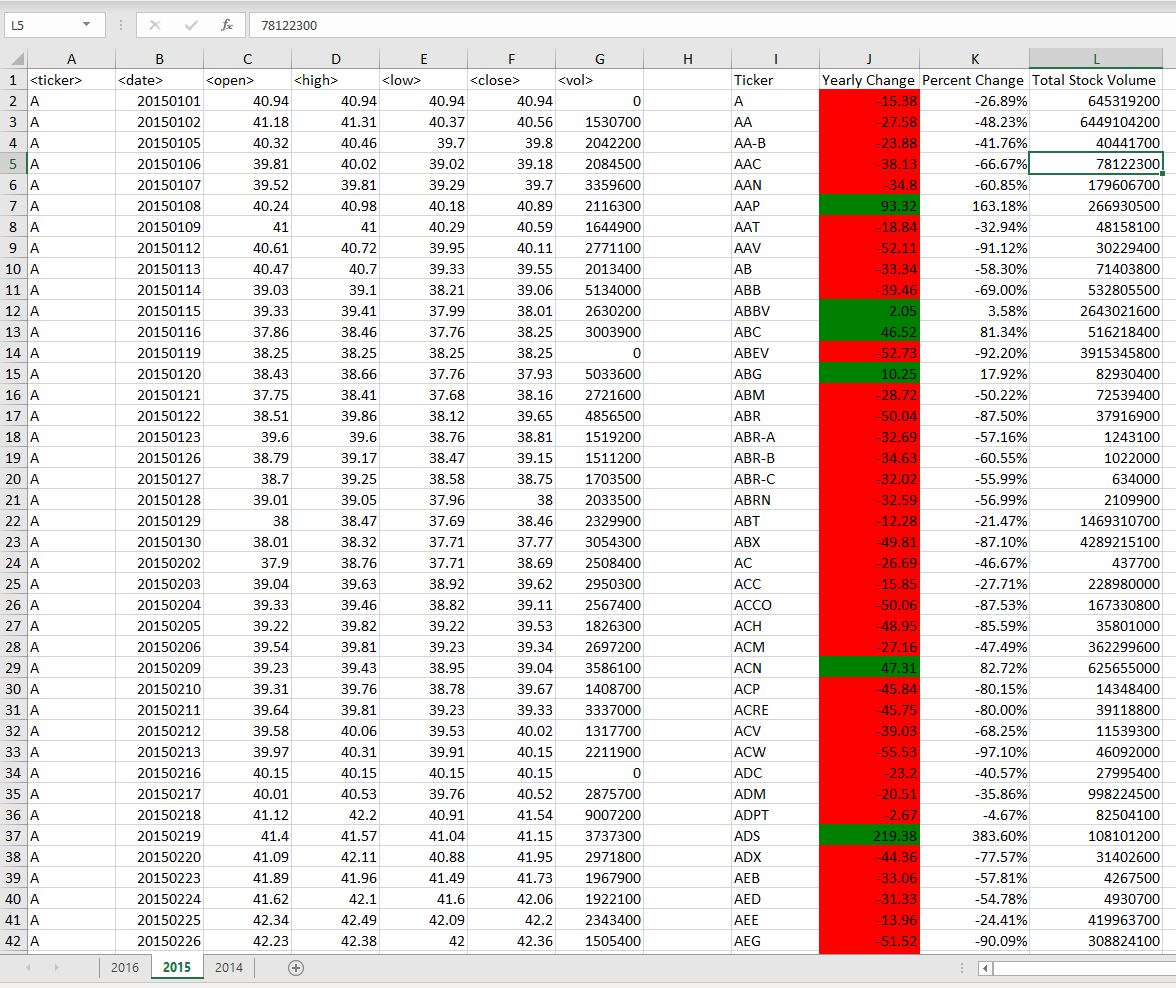 L5 fx 78122300
A B C D E F G H I J K L
1 <ticker> <date> <open> <high> <low> <close> <vol> Ticker Yearly Change Percent Change Total Stock Volume
2 A 20150101 40.94 40.94 40.94 40.94 0 A -15.38 -26.89% 645319200
3 A 20150102 41.18 41.31 40.37 40.56 1530700 AA -27.58 -48.23% 6449104200
4 A 20150105 40.32 40.46 39.7 39.8 2042200 AA-B -23.88 -41.76% 40441700
5 A 20150106 39.81 40.02 39.02 39.18 2084500 AAC -38.13 -66.67% 78122300
6 A 20150107 39.52 39.81 39.29 39.7 3359600 AAN -34.8 -60.85% 179606700
7 A 20150108 40.24 40.98 40.18 40.89 2116300 AAP 93.32 163.18% 266930500
8 A 20150109 41 41 40.29 40.59 1644900 AAT -18.84 -32.94% 48158100
9 A 20150112 40.61 40.72 39.95 40.11 2771100 AAV -52.11 -91.12% 30229400
10 A 20150113 40.47 40.7 39.33 39.55 2013400 AB -33.34 -58.30% 71403800
11 A 20150114 39.03 39.1 38.21 39.06 5134000 ABB -39.46 -69.00% 532805500
12 A 20150115 39.33 39.41 37.99 38.01 2630200 ABBV 2.05 3.58% 2643021600
13 A 20150116 37.86 38.46 37.76 38.25 3003900 ABC 46.52 81.34% 516218400
14 A 20150119 38.25 38.25 38.25 38.25 0 ABEV -52.73 -92.20% 3915345800
15 A 20150120 38.43 38.66 37.76 37.93 5033600 ABG 10.25 17.92% 82930400
16 A 20150121 37.75 38.41 37.68 38.16 2721600 ABM -28.72 -50.22% 72539400
17 A 20150122 38.51 39.86 38.12 39.65 4856500 ABR -50.04 -87.50% 37916900
18 A 20150123 39.6 39.6 38.76 38.81 1519200 ABR-A -32.69 -57.16% 1243100
19 A 20150126 38.79 39.17 38.47 39.15 1511200 ABR-B -34.63 -60.55% 1022000
20 A 20150127 38.7 39.25 38.58 38.75 1703500 ABR-C -32.02 -55.99% 634000
21 A 20150128 39.01 39.05 37.96 38 2033500 ABRN -32.59 -56.99% 2109900
22 A 20150129 38 38.47 37.69 38.46 2329900 ABT -12.28 -21.47% 1469310700
23 A 20150130 38.01 38.32 37.71 37.77 3054300 ABX -49.81 -87.10% 4289215100
24 A 20150202 37.9 38.76 37.71 38.69 2508400 AC -26.69 -46.67% 437700
25 A 20150203 39.04 39.63 38.92 39.62 2950300 ACC -15.85 -27.71% 228980000
26 A 20150204 39.33 39.46 38.82 39.11 2567400 ACCO -50.06 -87.53% 167330800
27 A 20150205 39.22 39.82 39.22 39.53 1826300 ACH -48.95 -85.59% 35801000
28 A 20150206 39.54 39.81 39.23 39.34 2697200 ACM -27.16 -47.49% 362299600
29 A 20150209 39.23 39.43 38.95 39.04 3586100 ACN 47.31 82.72% 625655000
30 A 20150210 39.31 39.76 38.78 39.67 1408700 ACP -45.84 -80.15% 14348400
31 A 20150211 39.64 39.81 39.23 39.33 3337000 ACRE -45.75 -80.00% 39118800
32 A 20150212 39.58 40.06 39.53 40.02 1317700 ACV -39.03 -68.25% 11539300
33 A 20150213 39.97 40.31 39.91 40.15 2211900 ACW -55.53 -97.10% 46092000
34 A 20150216 40.15 40.15 40.15 40.15 0 ADC -23.2 -40.57% 27995400
35 A 20150217 40.01 40.53 39.76 40.52 2875700 ADM -20.51 -35.86% 998224500
36 A 20150218 41.12 42.2 40.91 41.54 9007200 ADPT -2.67 -4.67% 82504100
37 A 20150219 41.4 41.57 41.04 41.15 3737300 ADS 219.38 383.60% 108101200
38 A 20150220 41.09 42.11 40.88 41.95 2971800 ADX -44.36 -77.57% 31402600
39 A 20150223 41.89 41.96 41.49 41.73 1967900 AEB -33.06 -57.81% 4267500
40 A 20150224 41.62 42.1 41.6 42.06 1922100 AED -31.33 -54.78% 4930700
41 A 20150225 42.34 42.49 42.09 42.2 2343400 AEE -13.96 -24.41% 419963700
42 A 20150226 42.23 42.38 42 42.36 1505400 AEG -51.52 -90.09% 308824100
2016 2015 2014